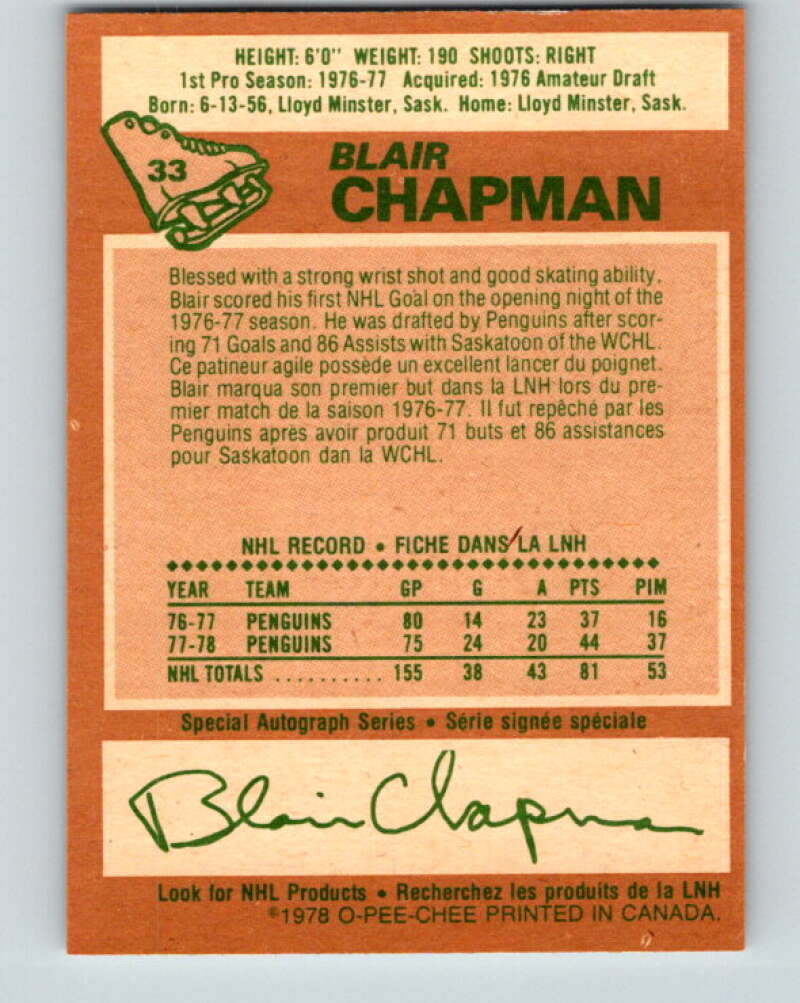 HEIGHT: 6'0" WEIGHT: 190 SHOOTS: RIGHT
1st Pro Season: 1976-77 Acquired: 1976 Amateur Draft
Born: 6-13-56, Lloyd Minster, Sask. Home: Lloyd Minster, Sask.
33
BLAIR
CHAPMAN
Blessed with a strong wrist shot and good skating ability,
Blair scored his first NHL Goal on the opening night of the
1976-77 season. He was drafted by Penguins after scor-
ing 71 Goals and 86 Assists with Saskatoon of the WCHL.
Ce patineur agile possède un excellent lancer du poignet.
Blair marqua son premier but dans la LNH lors du pre-
mier match de la saison 1976-77. Il fut repêché par les
Penguins après avoir produit 71 buts et 86 assistances
pour Saskatoon dan la WCHL.
NHL RECORD • FICHE DANS LA LNH
YEAR TEAM GP G A PTS PIM
76-77 PENGUINS 80 14 23 37 16
77-78 PENGUINS 75 24 20 44 37
NHL TOTALS .......... 155 38 43 81 53
Special Autograph Series • Série signée spéciale
Blair Chapman
Look for NHL Products • Recherchez les produits de la LNH
©1978 O-PEE-CHEE PRINTED IN CANADA.